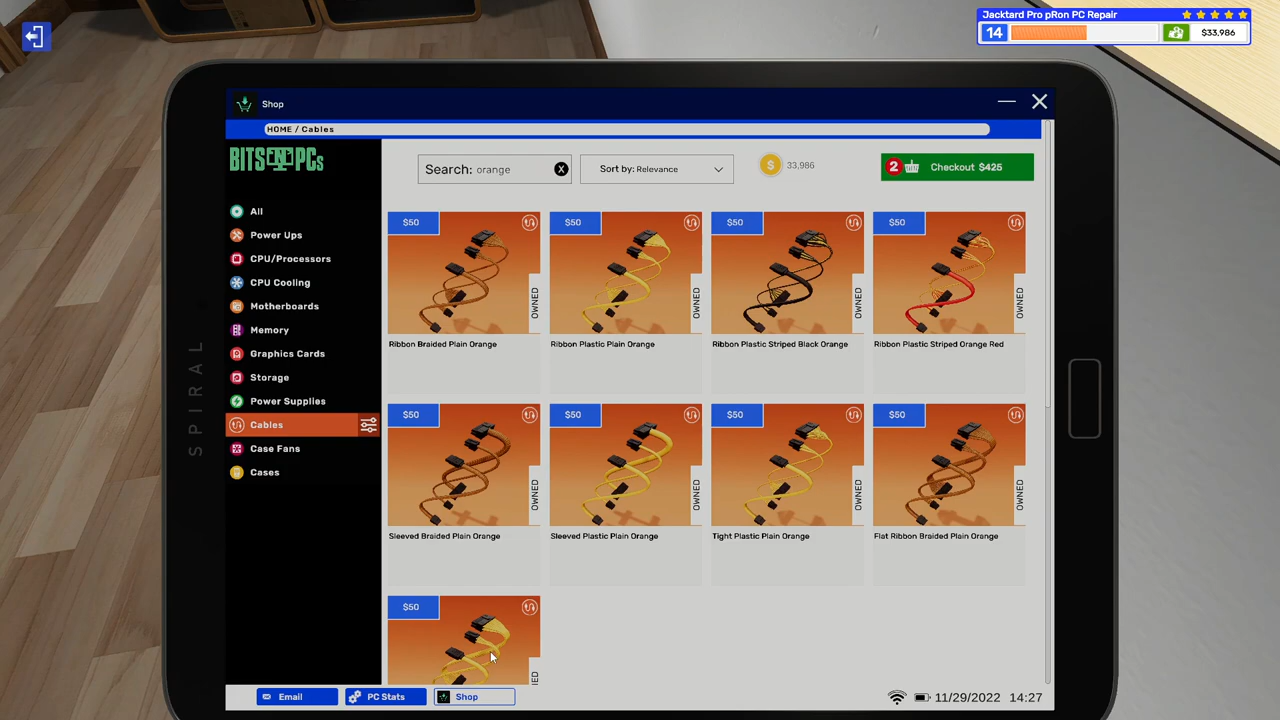 Jacktard Pro pRon PC Repair
14
$33,986
Shop
HOME / Cables
BITS N PCs
Search: orange
X
Sort by: Relevance
$
33,986
2
Checkout $425
All
Power Ups
CPU/Processors
CPU Cooling
Motherboards
Memory
Graphics Cards
Storage
Power Supplies
Cables
Case Fans
Cases
$50
OWNED
Ribbon Braided Plain Orange
$50
OWNED
Ribbon Plastic Plain Orange
$50
OWNED
Ribbon Plastic Striped Black Orange
$50
OWNED
Ribbon Plastic Striped Orange Red
$50
OWNED
Sleeved Braided Plain Orange
$50
OWNED
Sleeved Plastic Plain Orange
$50
OWNED
Tight Plastic Plain Orange
$50
OWNED
Flat Ribbon Braided Plain Orange
$50
SPIRAL
Email
PC Stats
Shop
11/29/2022
14:27